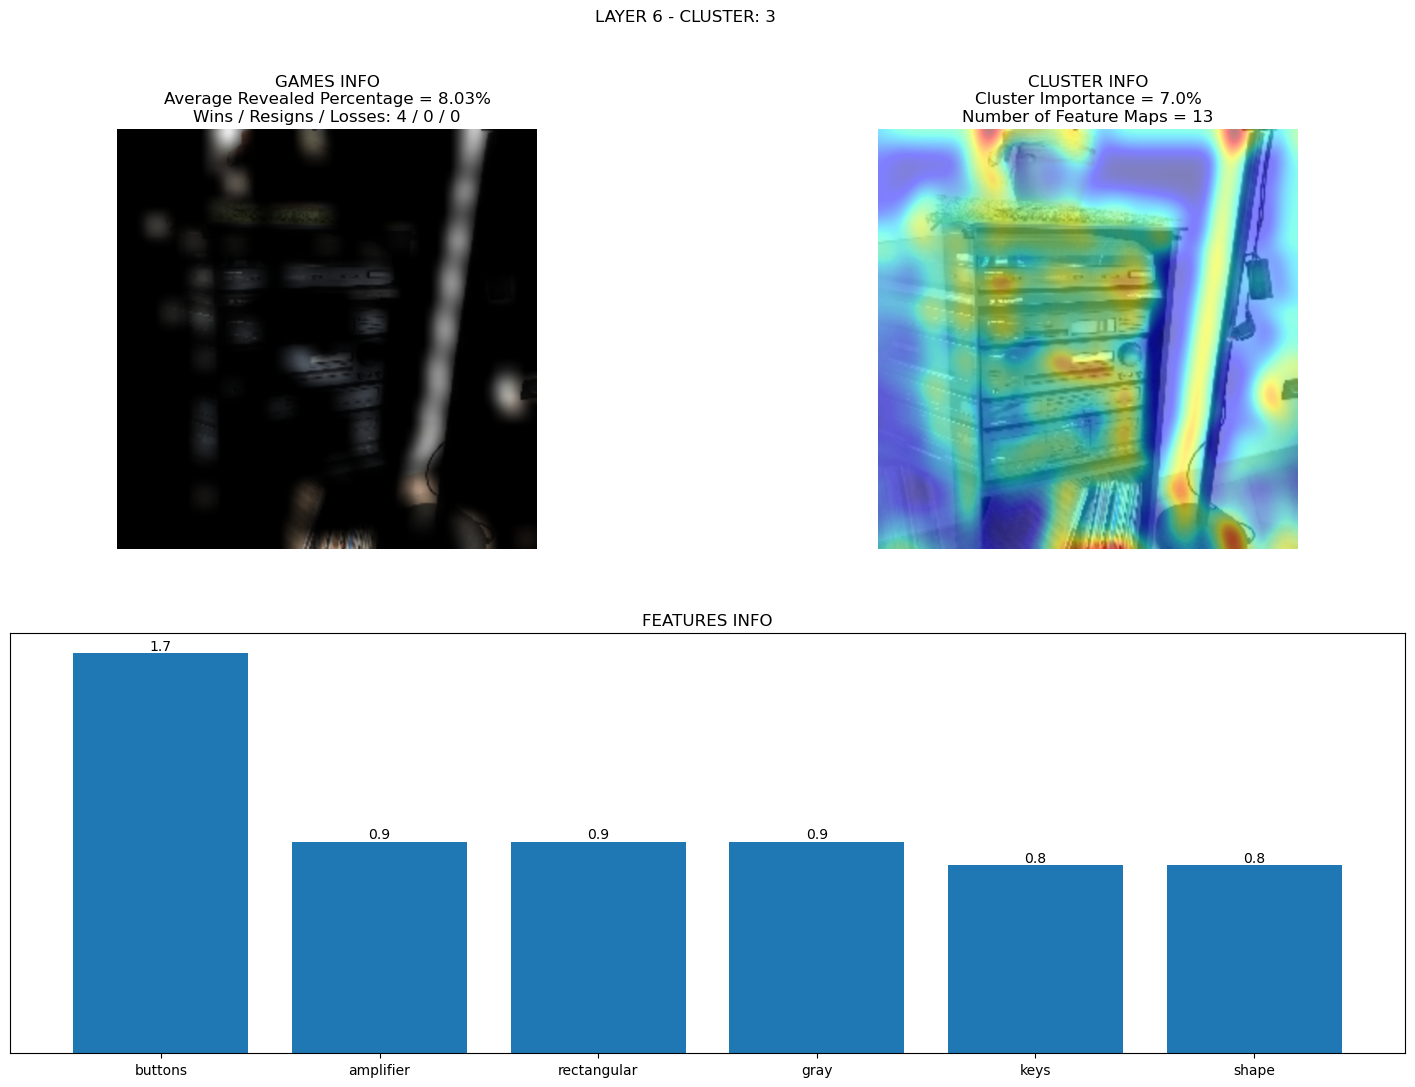 LAYER 6 - CLUSTER: 3
GAMES INFO
Average Revealed Percentage = 8.03%
Wins / Resigns / Losses: 4 / 0 / 0
CLUSTER INFO
Cluster Importance = 7.0%
Number of Feature Maps = 13
FEATURES INFO
1.7
0.9
0.9
0.9
0.8
0.8
buttons
amplifier
rectangular
gray
keys
shape